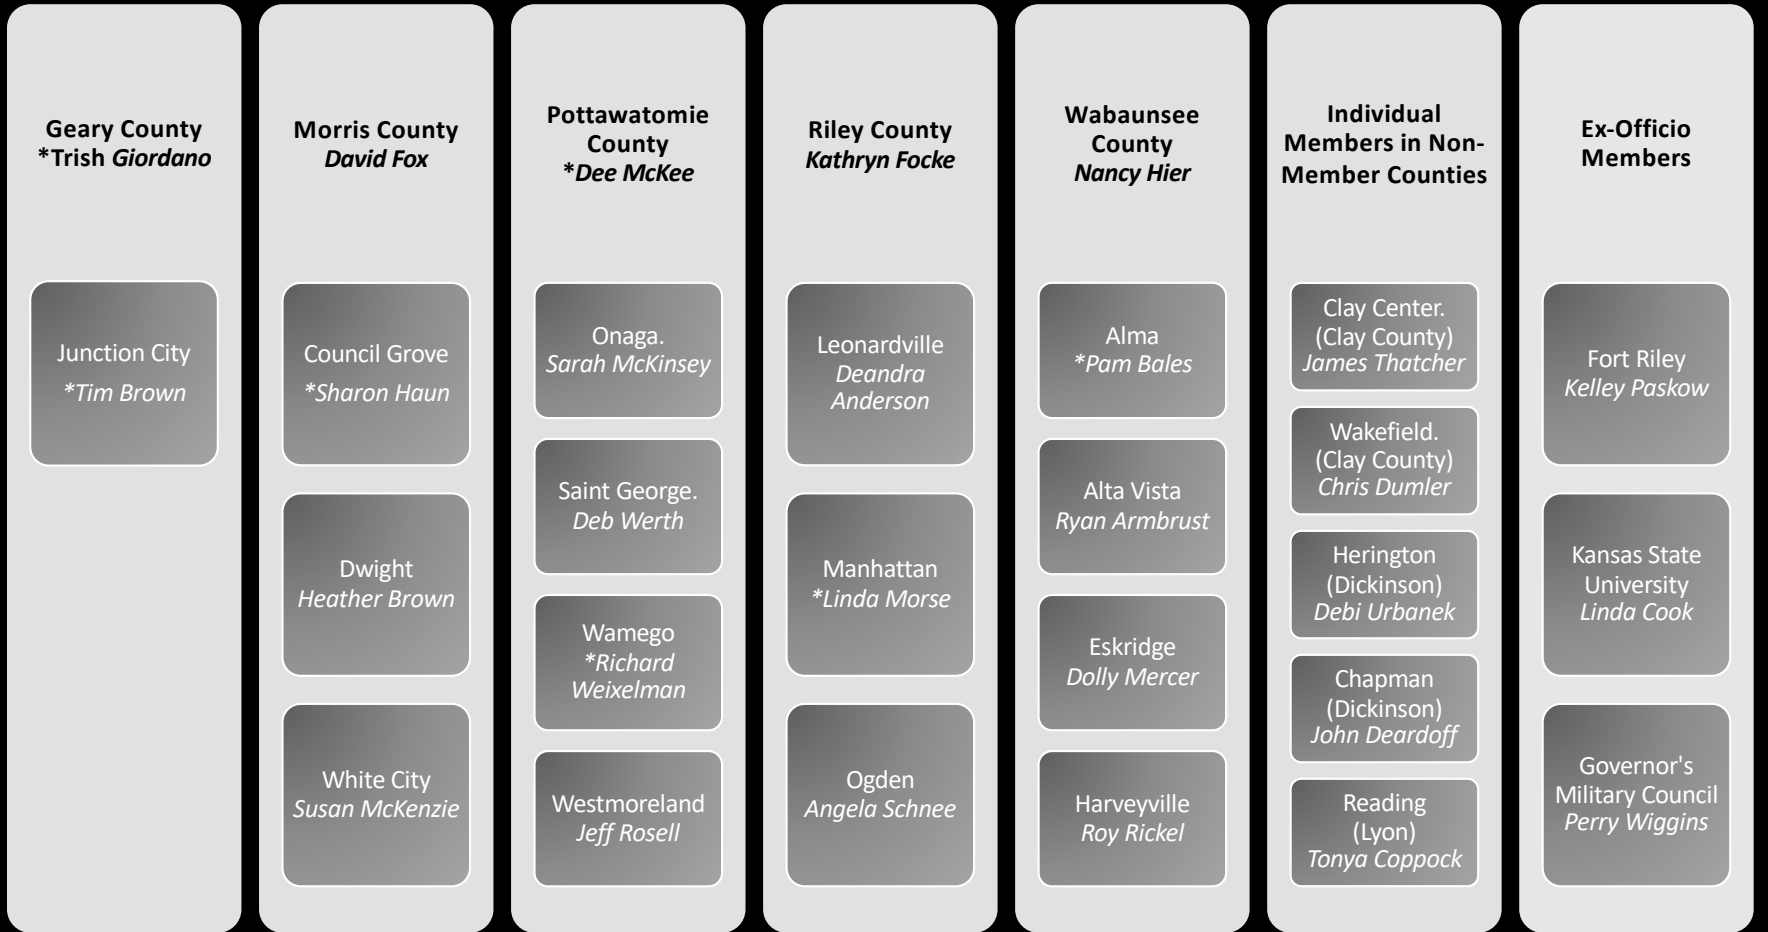 Geary County
*Trish Giordano
Junction City
*Tim Brown
Morris County
David Fox
Council Grove
*Sharon Haun
Dwight
Heather Brown
White City
Susan McKenzie
Pottawatomie
County
*Dee McKee
Onaga.
Sarah McKinsey
Saint George.
Deb Werth
Wamego
*Richard
Weixelman
Westmoreland
Jeff Rosell
Riley County
Kathryn Focke
Leonardville
Deandra
Anderson
Manhattan
*Linda Morse
Ogden
Angela Schnee
Wabaunsee
County
Nancy Hier
Alma
*Pam Bales
Alta Vista
Ryan Armbrust
Eskridge
Dolly Mercer
Harveyville
Roy Rickel
Individual
Members in Non-
Member Counties
Clay Center.
(Clay County)
James Thatcher
Wakefield.
(Clay County)
Chris Dumler
Herington
(Dickinson)
Debi Urbanek
Chapman
(Dickinson)
John Deardoff
Reading
(Lyon)
Tonya Coppock
Ex-Officio
Members
Fort Riley
Kelley Paskow
Kansas State
University
Linda Cook
Governor's
Military Council
Perry Wiggins